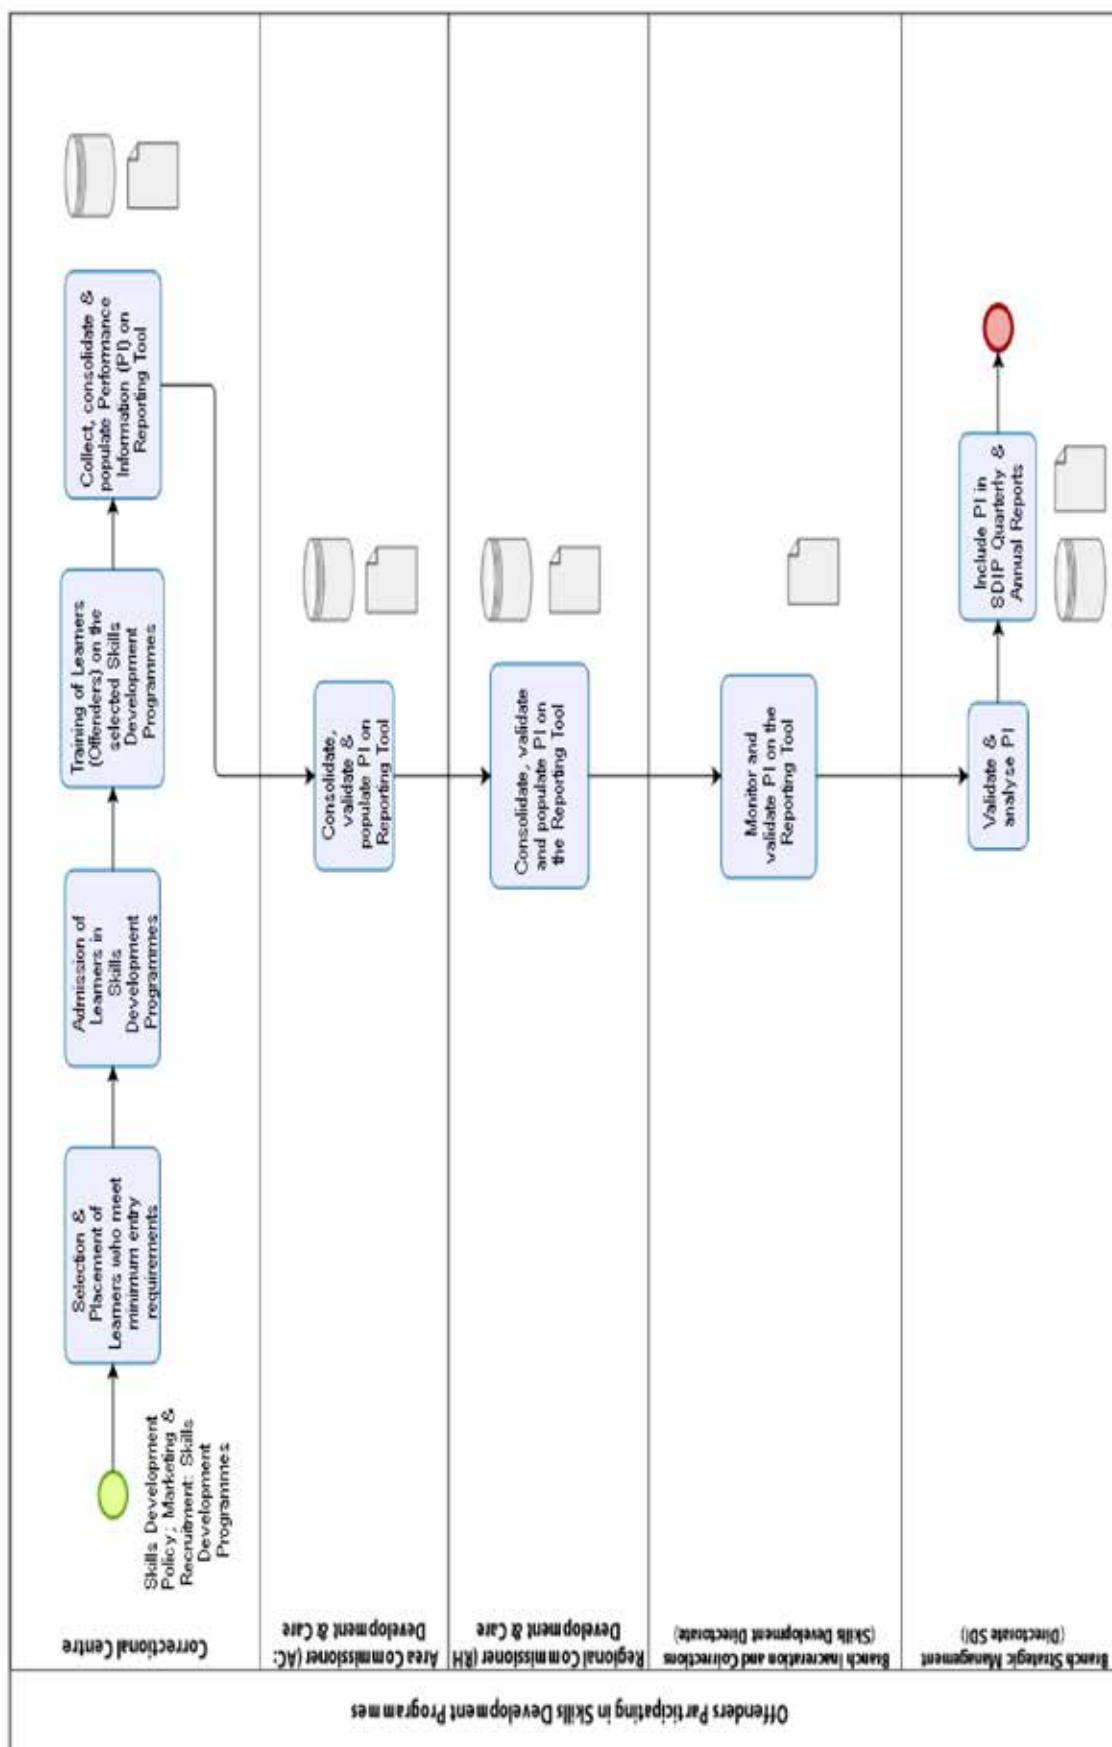 Offenders Participating in Skills Development Programmes
Correctional Centre
Skills Development
Policy; Marketing &
Recruitment: Skills
Development
Programmes
Selection &
Placement of
Learners who meet
minimum entry
requirements
Admission of
Learners in
Skills
Development
Programmes
Training of Learners
(Offenders) on the
selected Skills
Development
Programmes
Collect, consolidate &
populate Performance
Information (PI) on
Reporting Tool
Area Commissioner (AC:
Development & Care
Consolidate,
validate &
populate PI on
Reporting Tool
Regional Commissioner (RH
Development & Care
Consolidate, validate
and populate PI on
the Reporting Tool
Branch Inacreration and Coirrections
(Skills Development Directorate)
Monitor and
validate PI on the
Reporting Tool
Branch Strategic Management
(Directorate SDI)
Validate &
analyse PI
Include PI in
SDIP Quarterly &
Annual Reports